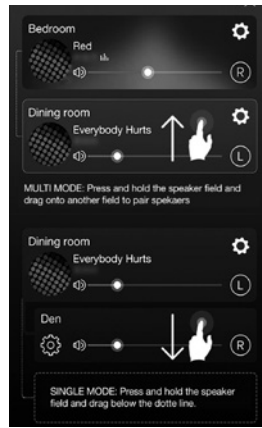 Bedroom
Red
R
Dining room
Everybody Hurts
L
MULTI MODE: Press and hold the speaker field and
drag onto another field to pair spekaers
Dining room
Everybody Hurts
L
Den
R
SINGLE MODE: Press and hold the speaker
field and drag below the dotte line.